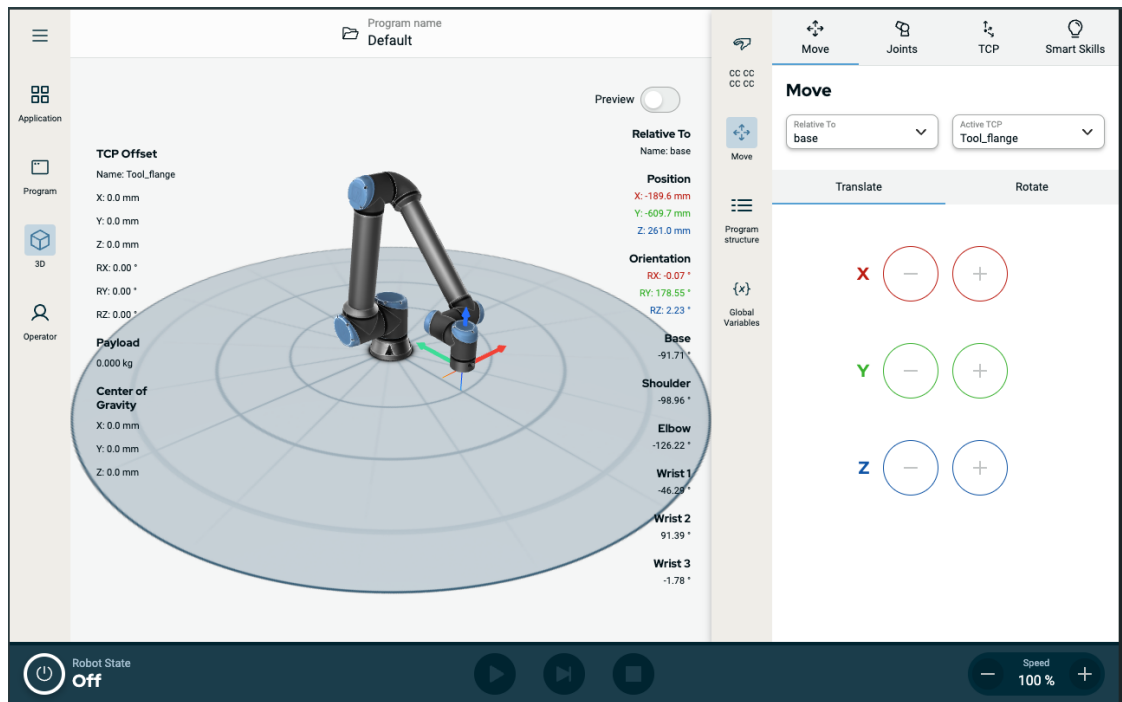 Program name
Default
Application
Program
3D
Operator
Preview
TCP Offset
Name: Tool_flange
X: 0.0 mm
Y: 0.0 mm
Z: 0.0 mm
RX: 0.00 °
RY: 0.00 °
RZ: 0.00 °
Payload
0.000 kg
Center of
Gravity
X: 0.0 mm
Y: 0.0 mm
Z: 0.0 mm
Relative To
Name: base
Position
X: -189.6 mm
Y: -609.7 mm
Z: 261.0 mm
Orientation
RX: -0.07 °
RY: 178.55 °
RZ: 2.23 °
Base
-91.71 °
Shoulder
-98.96 °
Elbow
-126.22 °
Wrist 1
-46.29 °
Wrist 2
91.39 °
Wrist 3
-1.78 °
CC CC
CC CC
Move
Program
structure
{x}
Global
Variables
Move
Joints
TCP
Smart Skills
Move
Relative To
base
Active TCP
Tool_flange
Translate
Rotate
X − +
Y − +
Z − +
Robot State
Off
Speed
− 100 % +